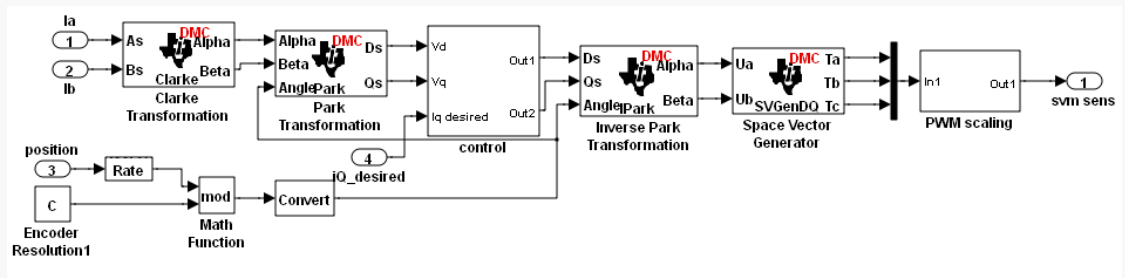 Ia
1
2
Ib
As
Bs
DMC
Alpha
Clarke
Beta
Clarke
Transformation
Alpha
Beta
Angle
DMC
Ds
Park
Qs
Park
Transformation
Vd
Vq
Iq desired
Out1
Out2
control
4
iQ_desired
Ds
Qs
Angle
DMC
Alpha
IPark
Beta
Inverse Park
Transformation
Ua
Ub
DMC
Ta
Tb
SVGenDQ Tc
Space Vector
Generator
In1
Out1
PWM scaling
1
svm sens
position
3
Rate
C
Encoder
Resolution1
mod
Math
Function
Convert